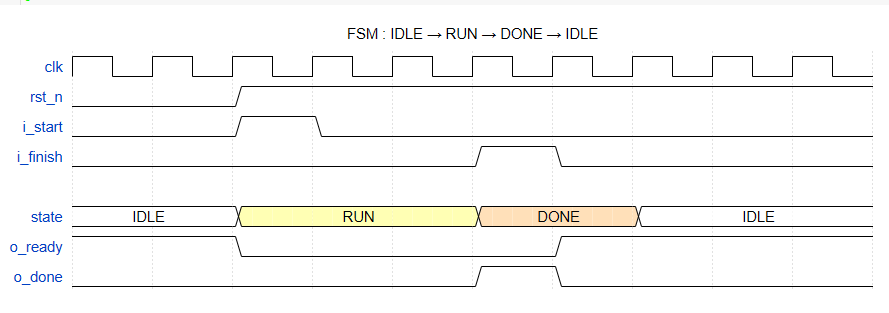 FSM : IDLE → RUN → DONE → IDLE
clk
rst_n
i_start
i_finish
state IDLE RUN DONE IDLE
o_ready
o_done